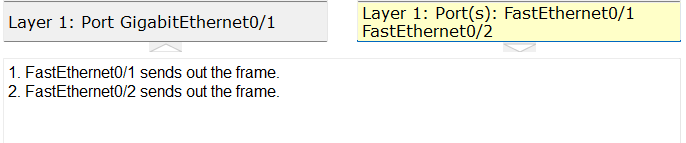 Layer 1: Port GigabitEthernet0/1
Layer 1: Port(s): FastEthernet0/1
FastEthernet0/2
1. FastEthernet0/1 sends out the frame.
2. FastEthernet0/2 sends out the frame.